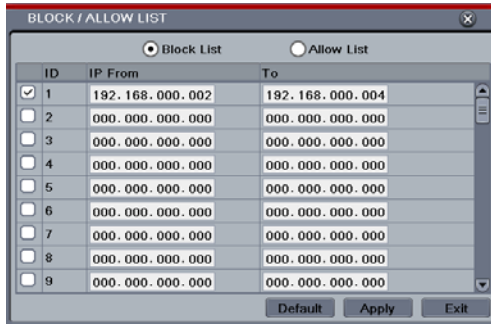 BLOCK / ALLOW LIST
Block List Allow List
ID IP From To
1 192.168.000.002 192.168.000.004
2 000.000.000.000 000.000.000.000
3 000.000.000.000 000.000.000.000
4 000.000.000.000 000.000.000.000
5 000.000.000.000 000.000.000.000
6 000.000.000.000 000.000.000.000
7 000.000.000.000 000.000.000.000
8 000.000.000.000 000.000.000.000
9 000.000.000.000 000.000.000.000
Default Apply Exit